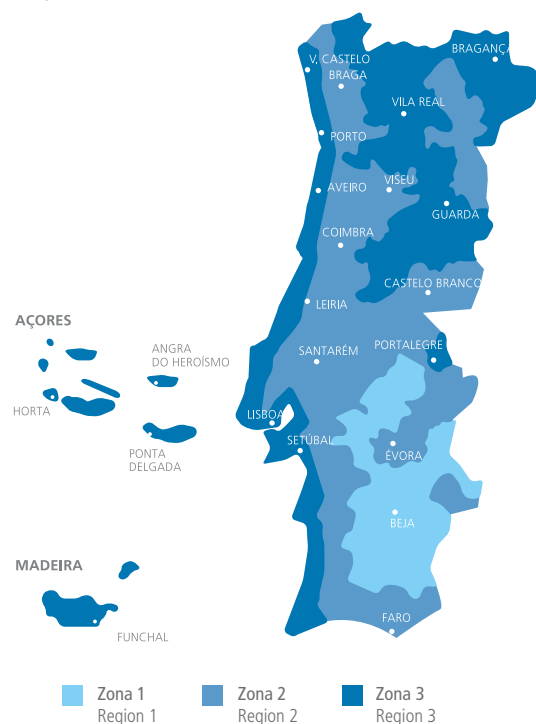 BRAGANÇA
V. CASTELO
BRAGA
VILA REAL
PORTO
AVEIRO
VISEU
GUARDA
COIMBRA
CASTELO BRANCO
LEIRIA
AÇORES
ANGRA
DO HEROÍSMO
SANTARÉM
PORTALEGRE
HORTA
LISBOA
PONTA
DELGADA
SETÚBAL
ÉVORA
BEJA
MADEIRA
FUNCHAL
FARO
Zona 1
Region 1
Zona 2
Region 2
Zona 3
Region 3